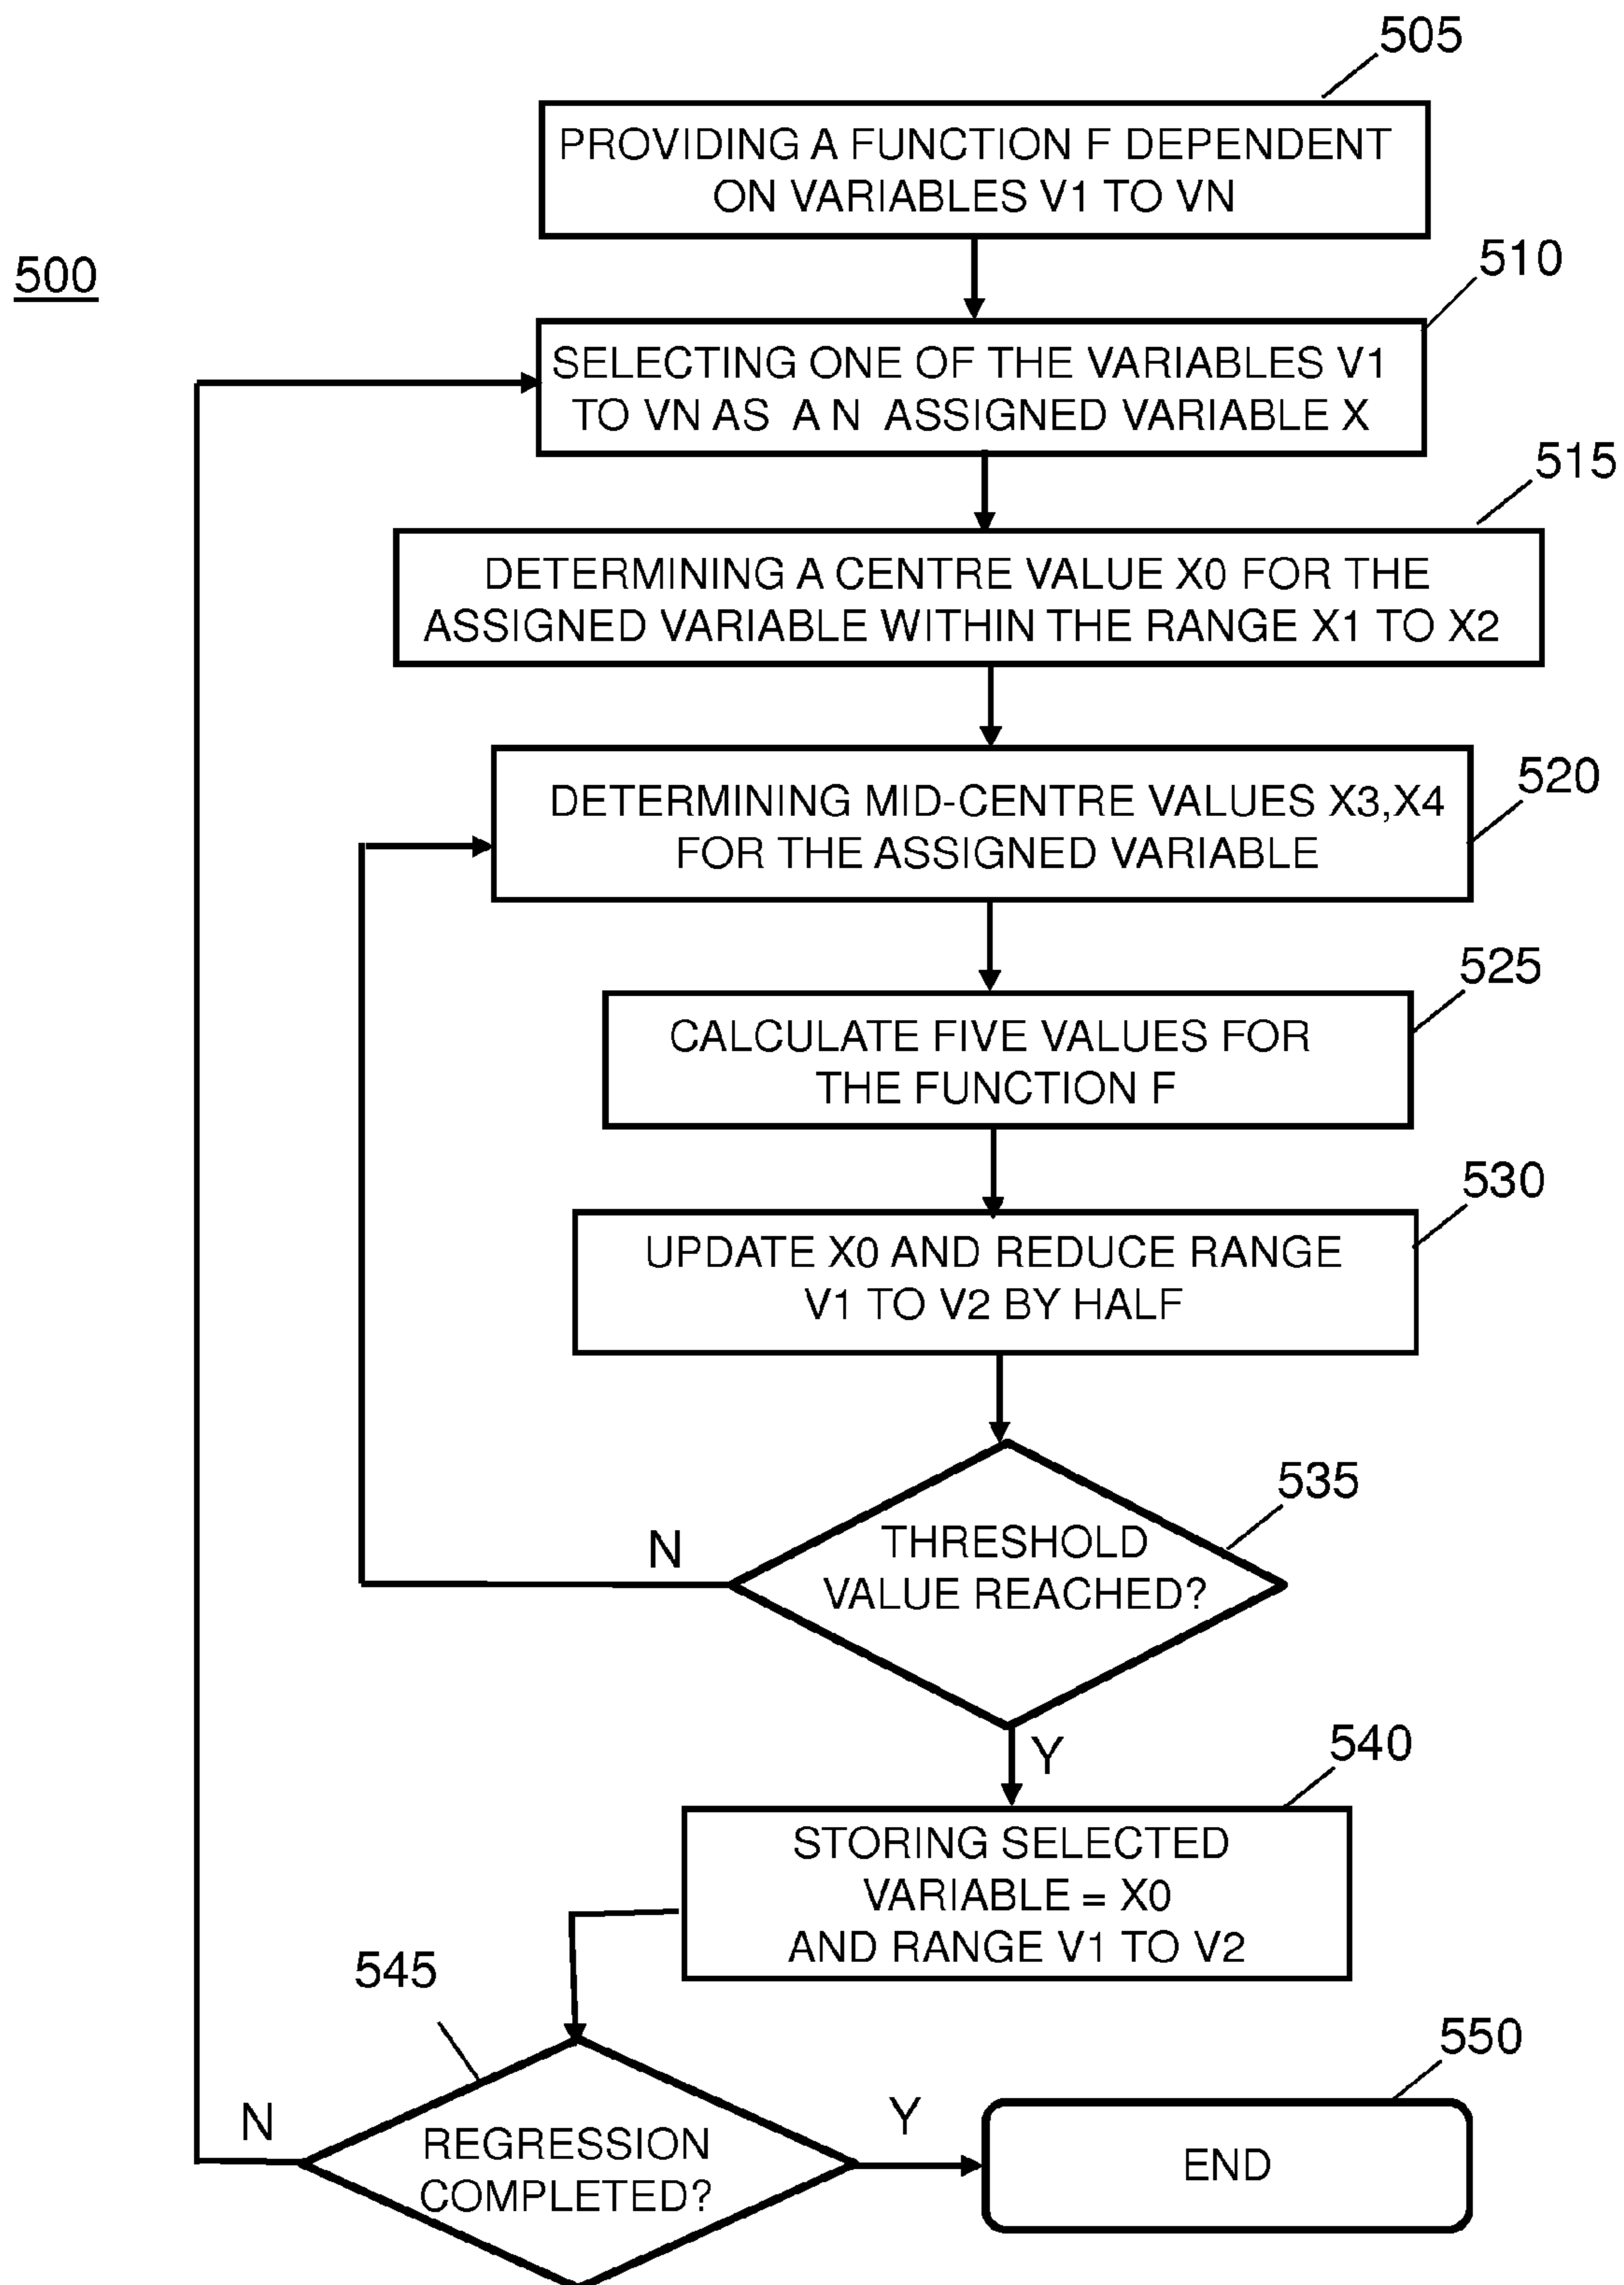 505
PROVIDING A FUNCTION F DEPENDENT
ON VARIABLES V1 TO VN
500
510
SELECTING ONE OF THE VARIABLES V1
TO VN AS A N ASSIGNED VARIABLE X
515
DETERMINING A CENTRE VALUE X0 FOR THE
ASSIGNED VARIABLE WITHIN THE RANGE X1 TO X2
520
DETERMINING MID-CENTRE VALUES X3,X4
FOR THE ASSIGNED VARIABLE
525
CALCULATE FIVE VALUES FOR
THE FUNCTION F
530
UPDATE X0 AND REDUCE RANGE
V1 TO V2 BY HALF
535
THRESHOLD
VALUE REACHED?
N
Y
540
STORING SELECTED
VARIABLE = X0
AND RANGE V1 TO V2
545
REGRESSION
COMPLETED?
N
Y
550
END